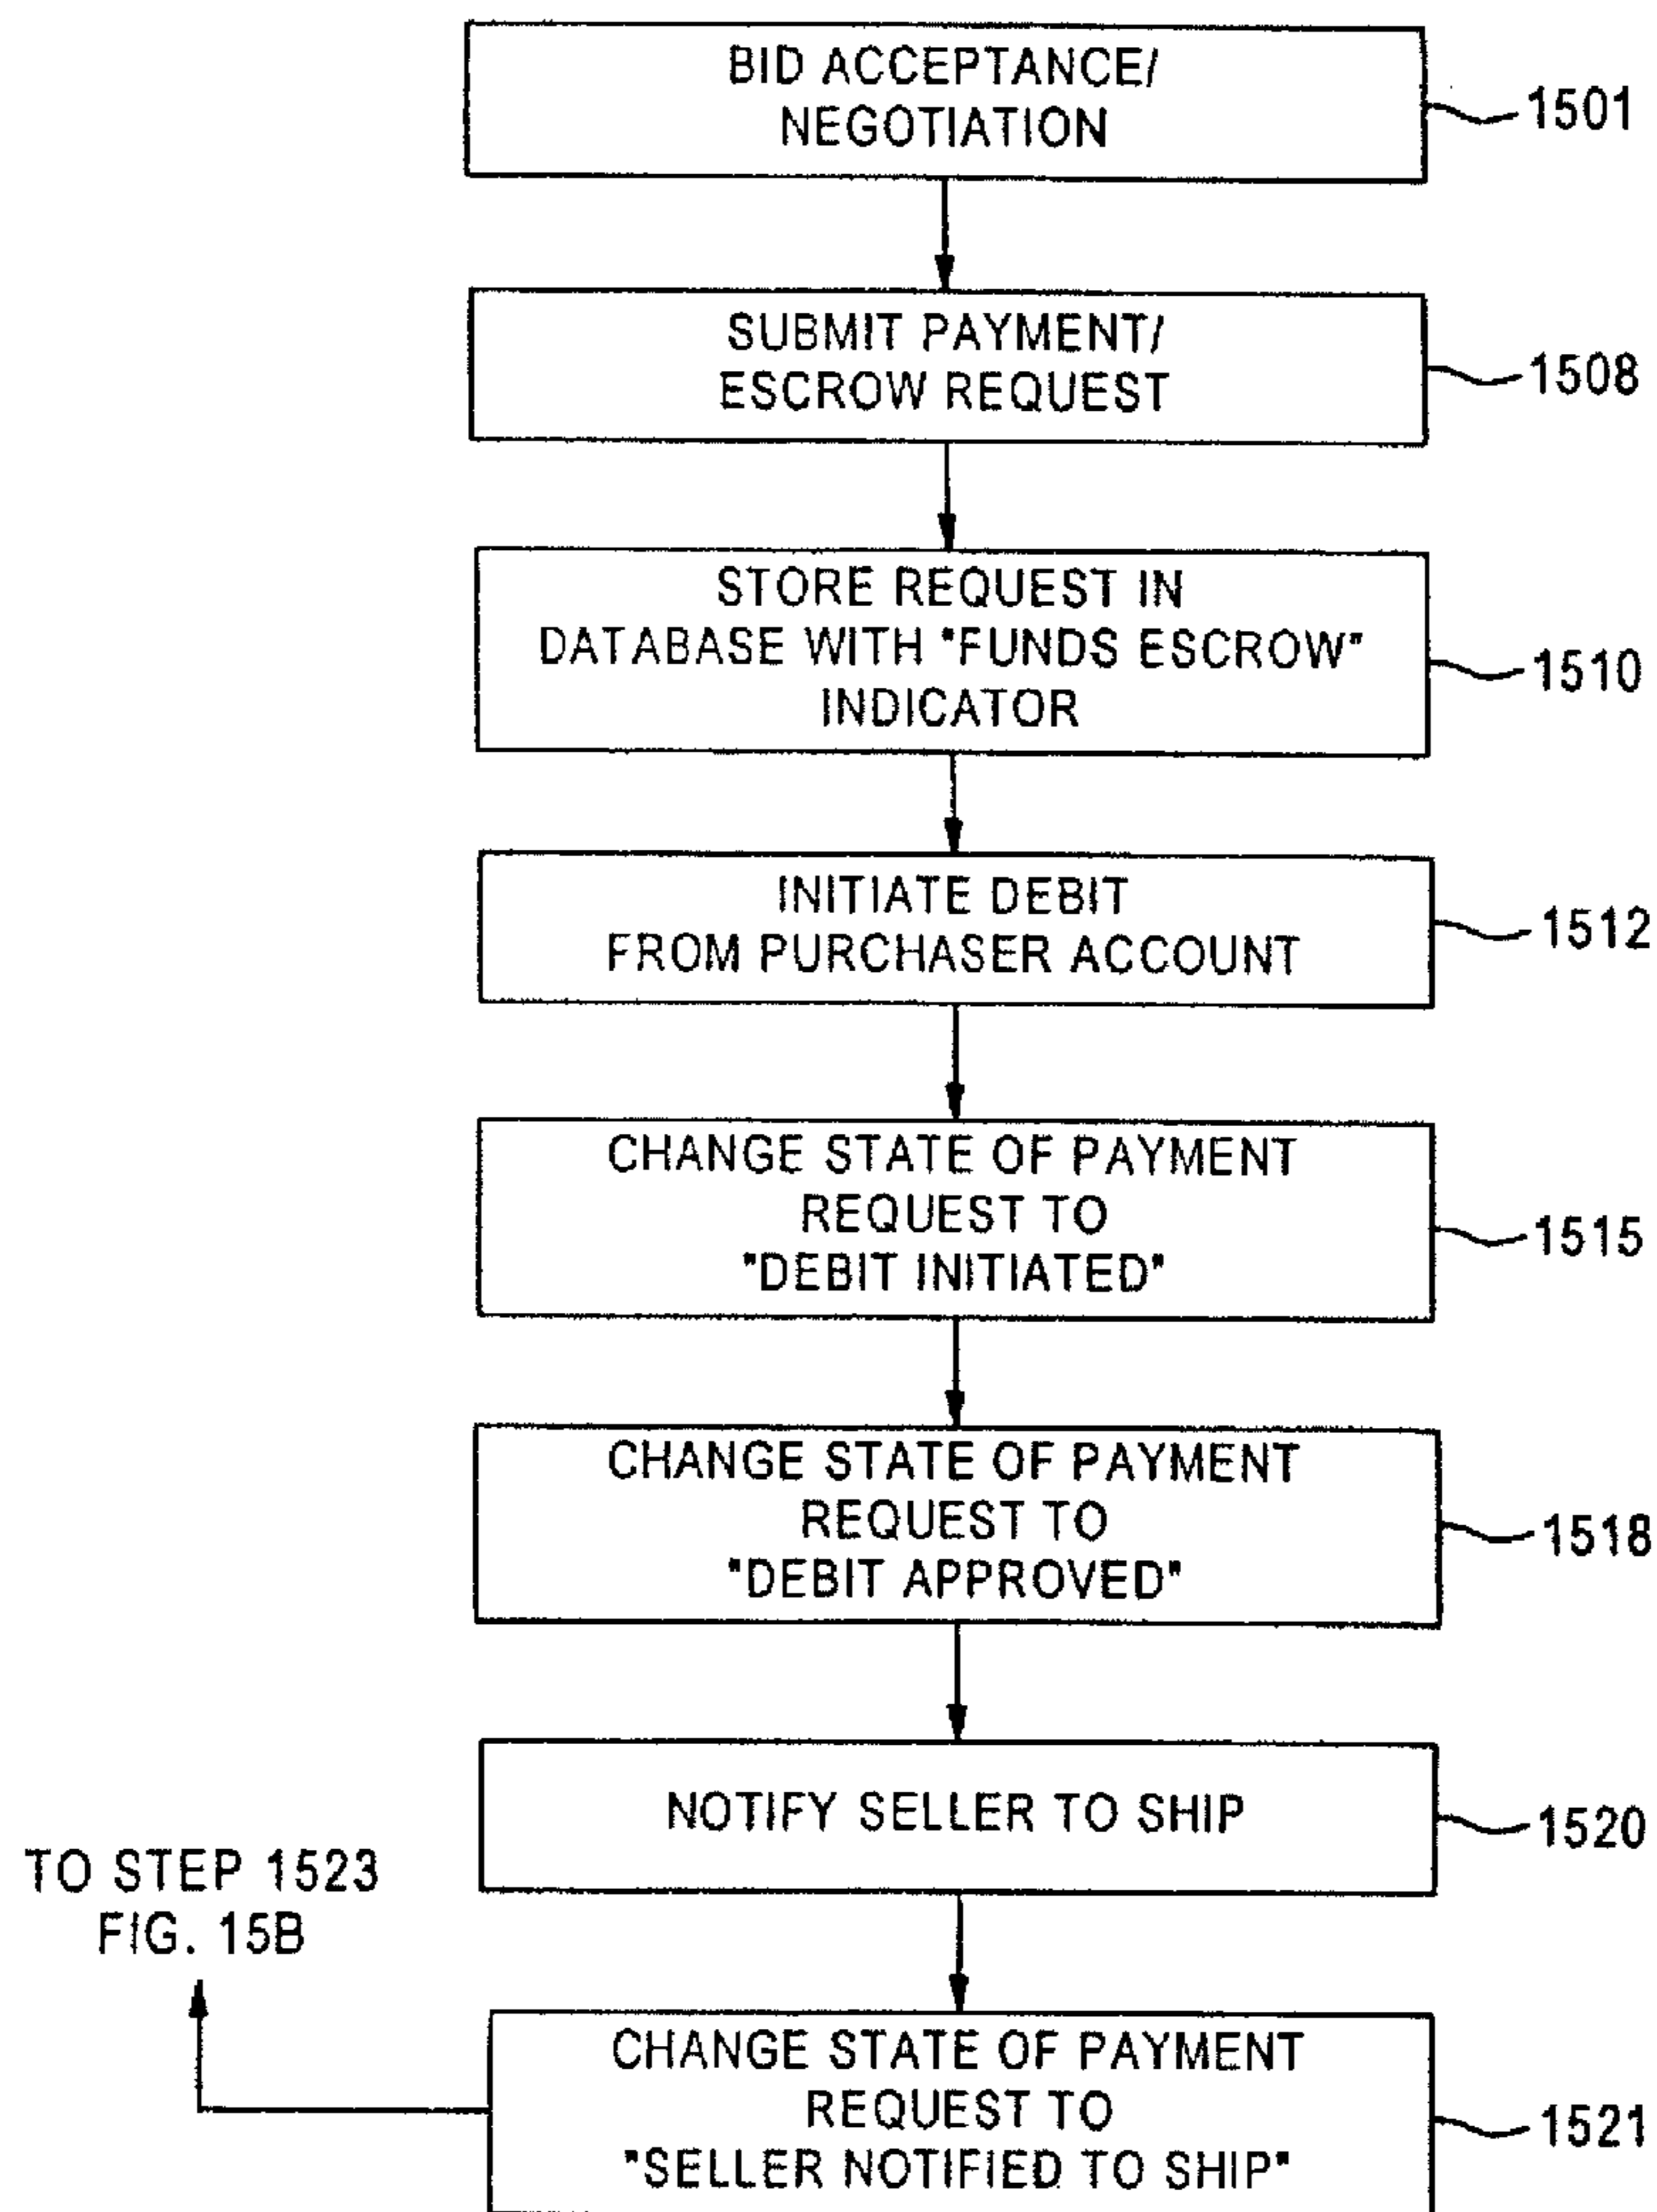 BID ACCEPTANCE/
NEGOTIATION
1501
SUBMIT PAYMENT/
ESCROW REQUEST
1508
STORE REQUEST IN
DATABASE WITH "FUNDS ESCROW"
INDICATOR
1510
INITIATE DEBIT
FROM PURCHASER ACCOUNT
1512
CHANGE STATE OF PAYMENT
REQUEST TO
"DEBIT INITIATED"
1515
CHANGE STATE OF PAYMENT
REQUEST TO
"DEBIT APPROVED"
1518
NOTIFY SELLER TO SHIP
1520
TO STEP 1523
FIG. 15B
CHANGE STATE OF PAYMENT
REQUEST TO
"SELLER NOTIFIED TO SHIP"
1521